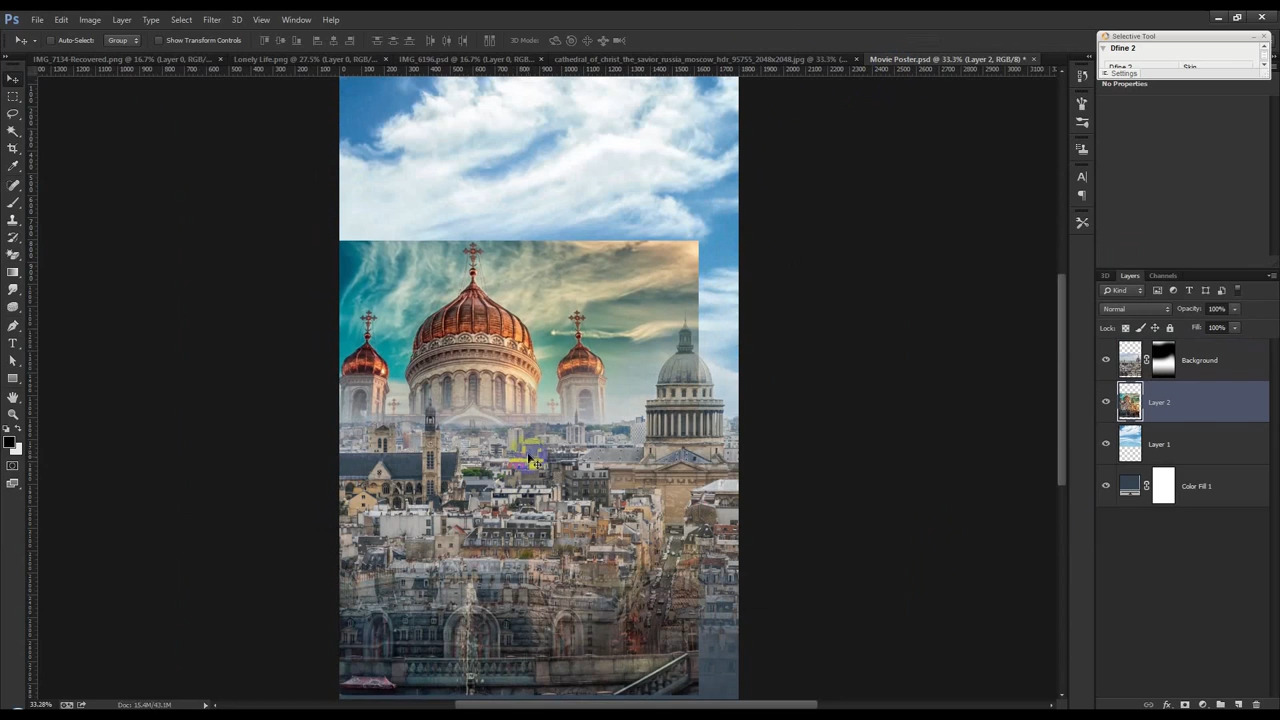 Ps File Edit Image Layer Type Select Filter 3D View Window Help
Auto-Select: Group Show Transform Controls 3D Mode:
Selective Tool
Dfine 2
Dfine 2 Skin
Settings
No Properties
IMG_7134-Recovered.png @ 16.7% (Layer 0, RGB/... × Lonely Life.png @ 27.5% (Layer 0, RGB... × IMG_6196.psd @ 16.7% (Layer 0, RGB... × cathedral_of_christ_the_savior_russia_moscow_hdr_95755_2048x2048.jpg @ 33.3% (... × Movie Poster.psd @ 33.3% (Layer 2, RGB/8) * ×
3D Layers Channels
Kind
Normal Opacity: 100%
Lock: Fill: 100%
Background
Layer 2
Layer 1
Color Fill 1
33.28% Doc: 15.4M/43.1M